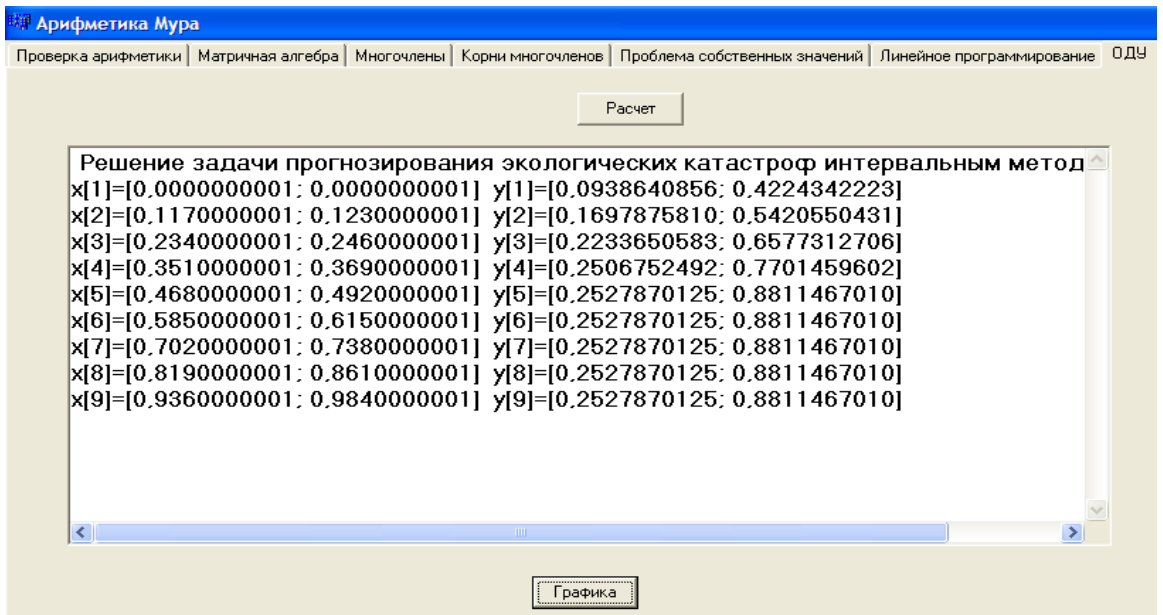 Арифметика Мура
Проверка арифметики Матричная алгебра Многочлены Корни многочленов Проблема собственных значений Линейное программирование ОДУ
Расчет
Решение задачи прогнозирования экологических катастроф интервальным метод
x[1]=[0,0000000001; 0,0000000001] y[1]=[0,0938640856; 0,4224342223]
x[2]=[0,1170000001; 0,1230000001] y[2]=[0,1697875810; 0,5420550431]
x[3]=[0,2340000001; 0,2460000001] y[3]=[0,2233650583; 0,6577312706]
x[4]=[0,3510000001; 0,3690000001] y[4]=[0,2506752492; 0,7701459602]
x[5]=[0,4680000001; 0,4920000001] y[5]=[0,2527870125; 0,8811467010]
x[6]=[0,5850000001; 0,6150000001] y[6]=[0,2527870125; 0,8811467010]
x[7]=[0,7020000001; 0,7380000001] y[7]=[0,2527870125; 0,8811467010]
x[8]=[0,8190000001; 0,8610000001] y[8]=[0,2527870125; 0,8811467010]
x[9]=[0,9360000001; 0,9840000001] y[9]=[0,2527870125; 0,8811467010]
Графика